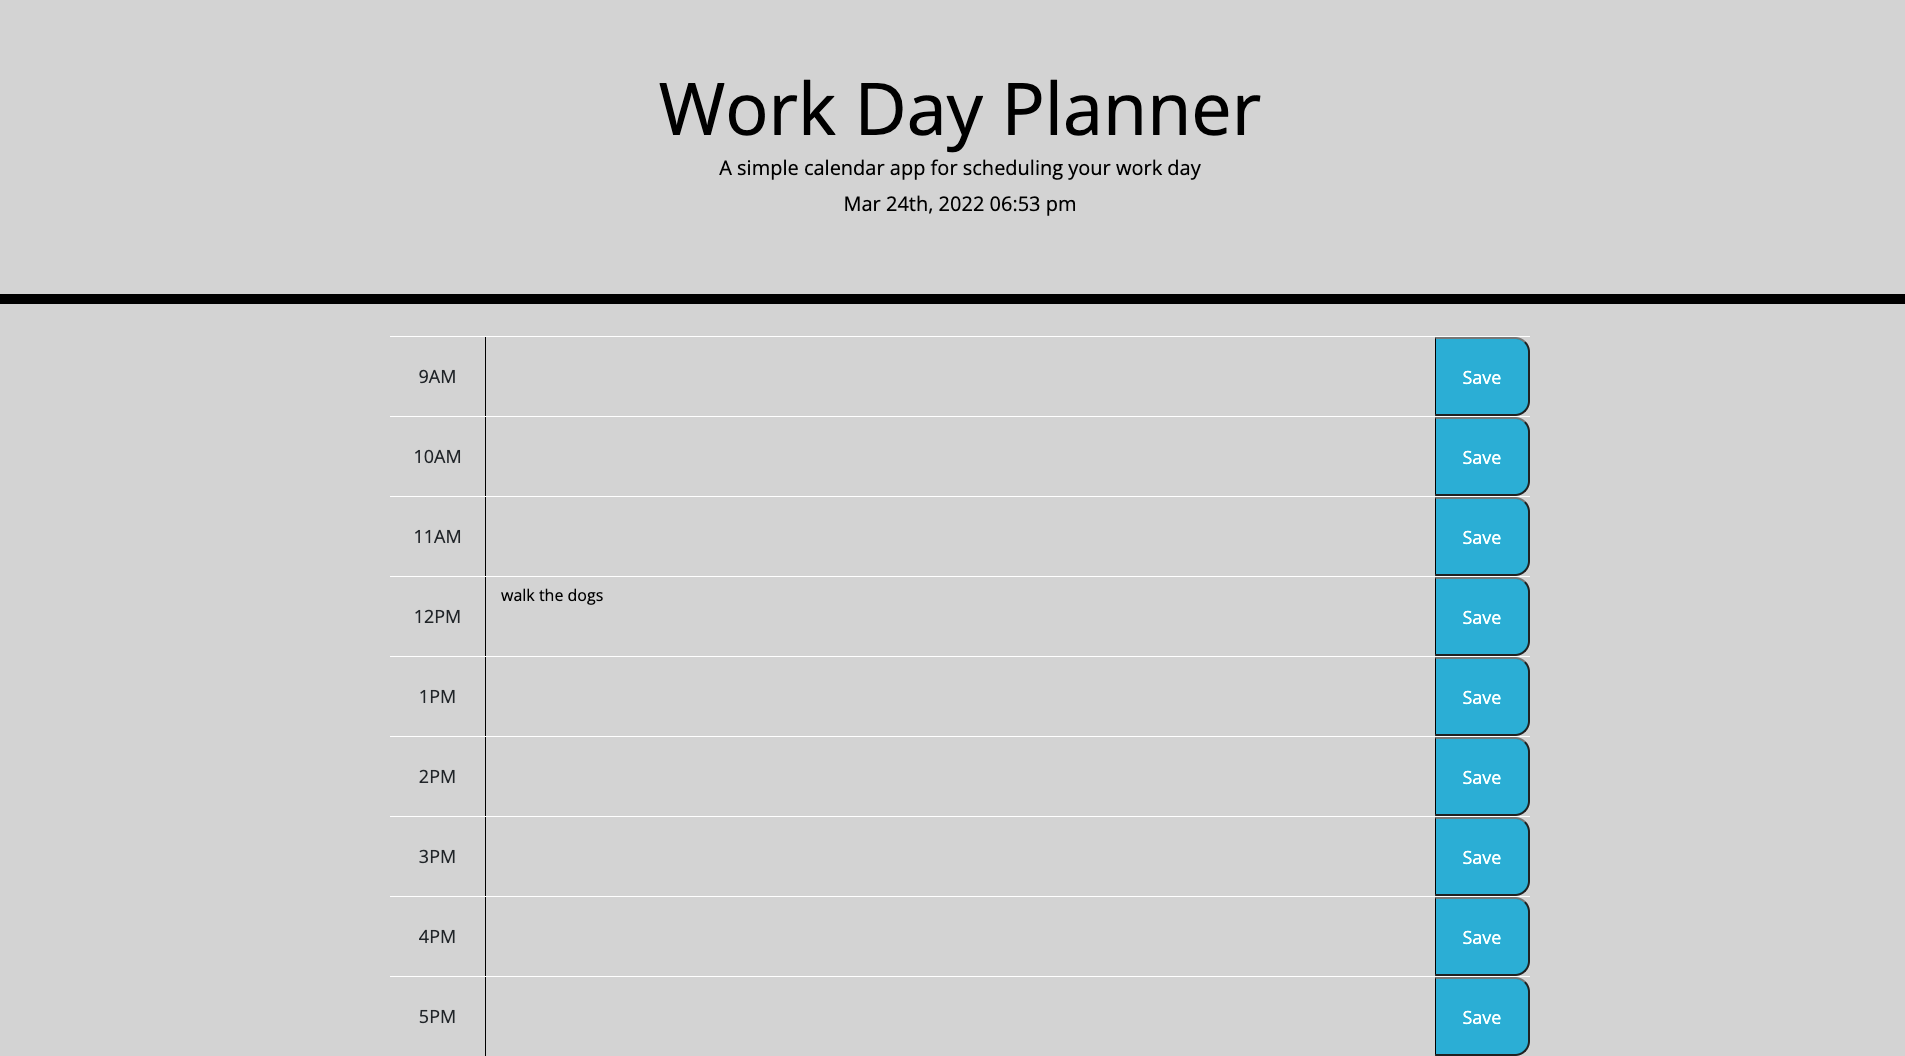 Work Day Planner
A simple calendar app for scheduling your work day
Mar 24th, 2022 06:53 pm
9AM Save
10AM Save
11AM Save
12PM walk the dogs Save
1PM Save
2PM Save
3PM Save
4PM Save
5PM Save